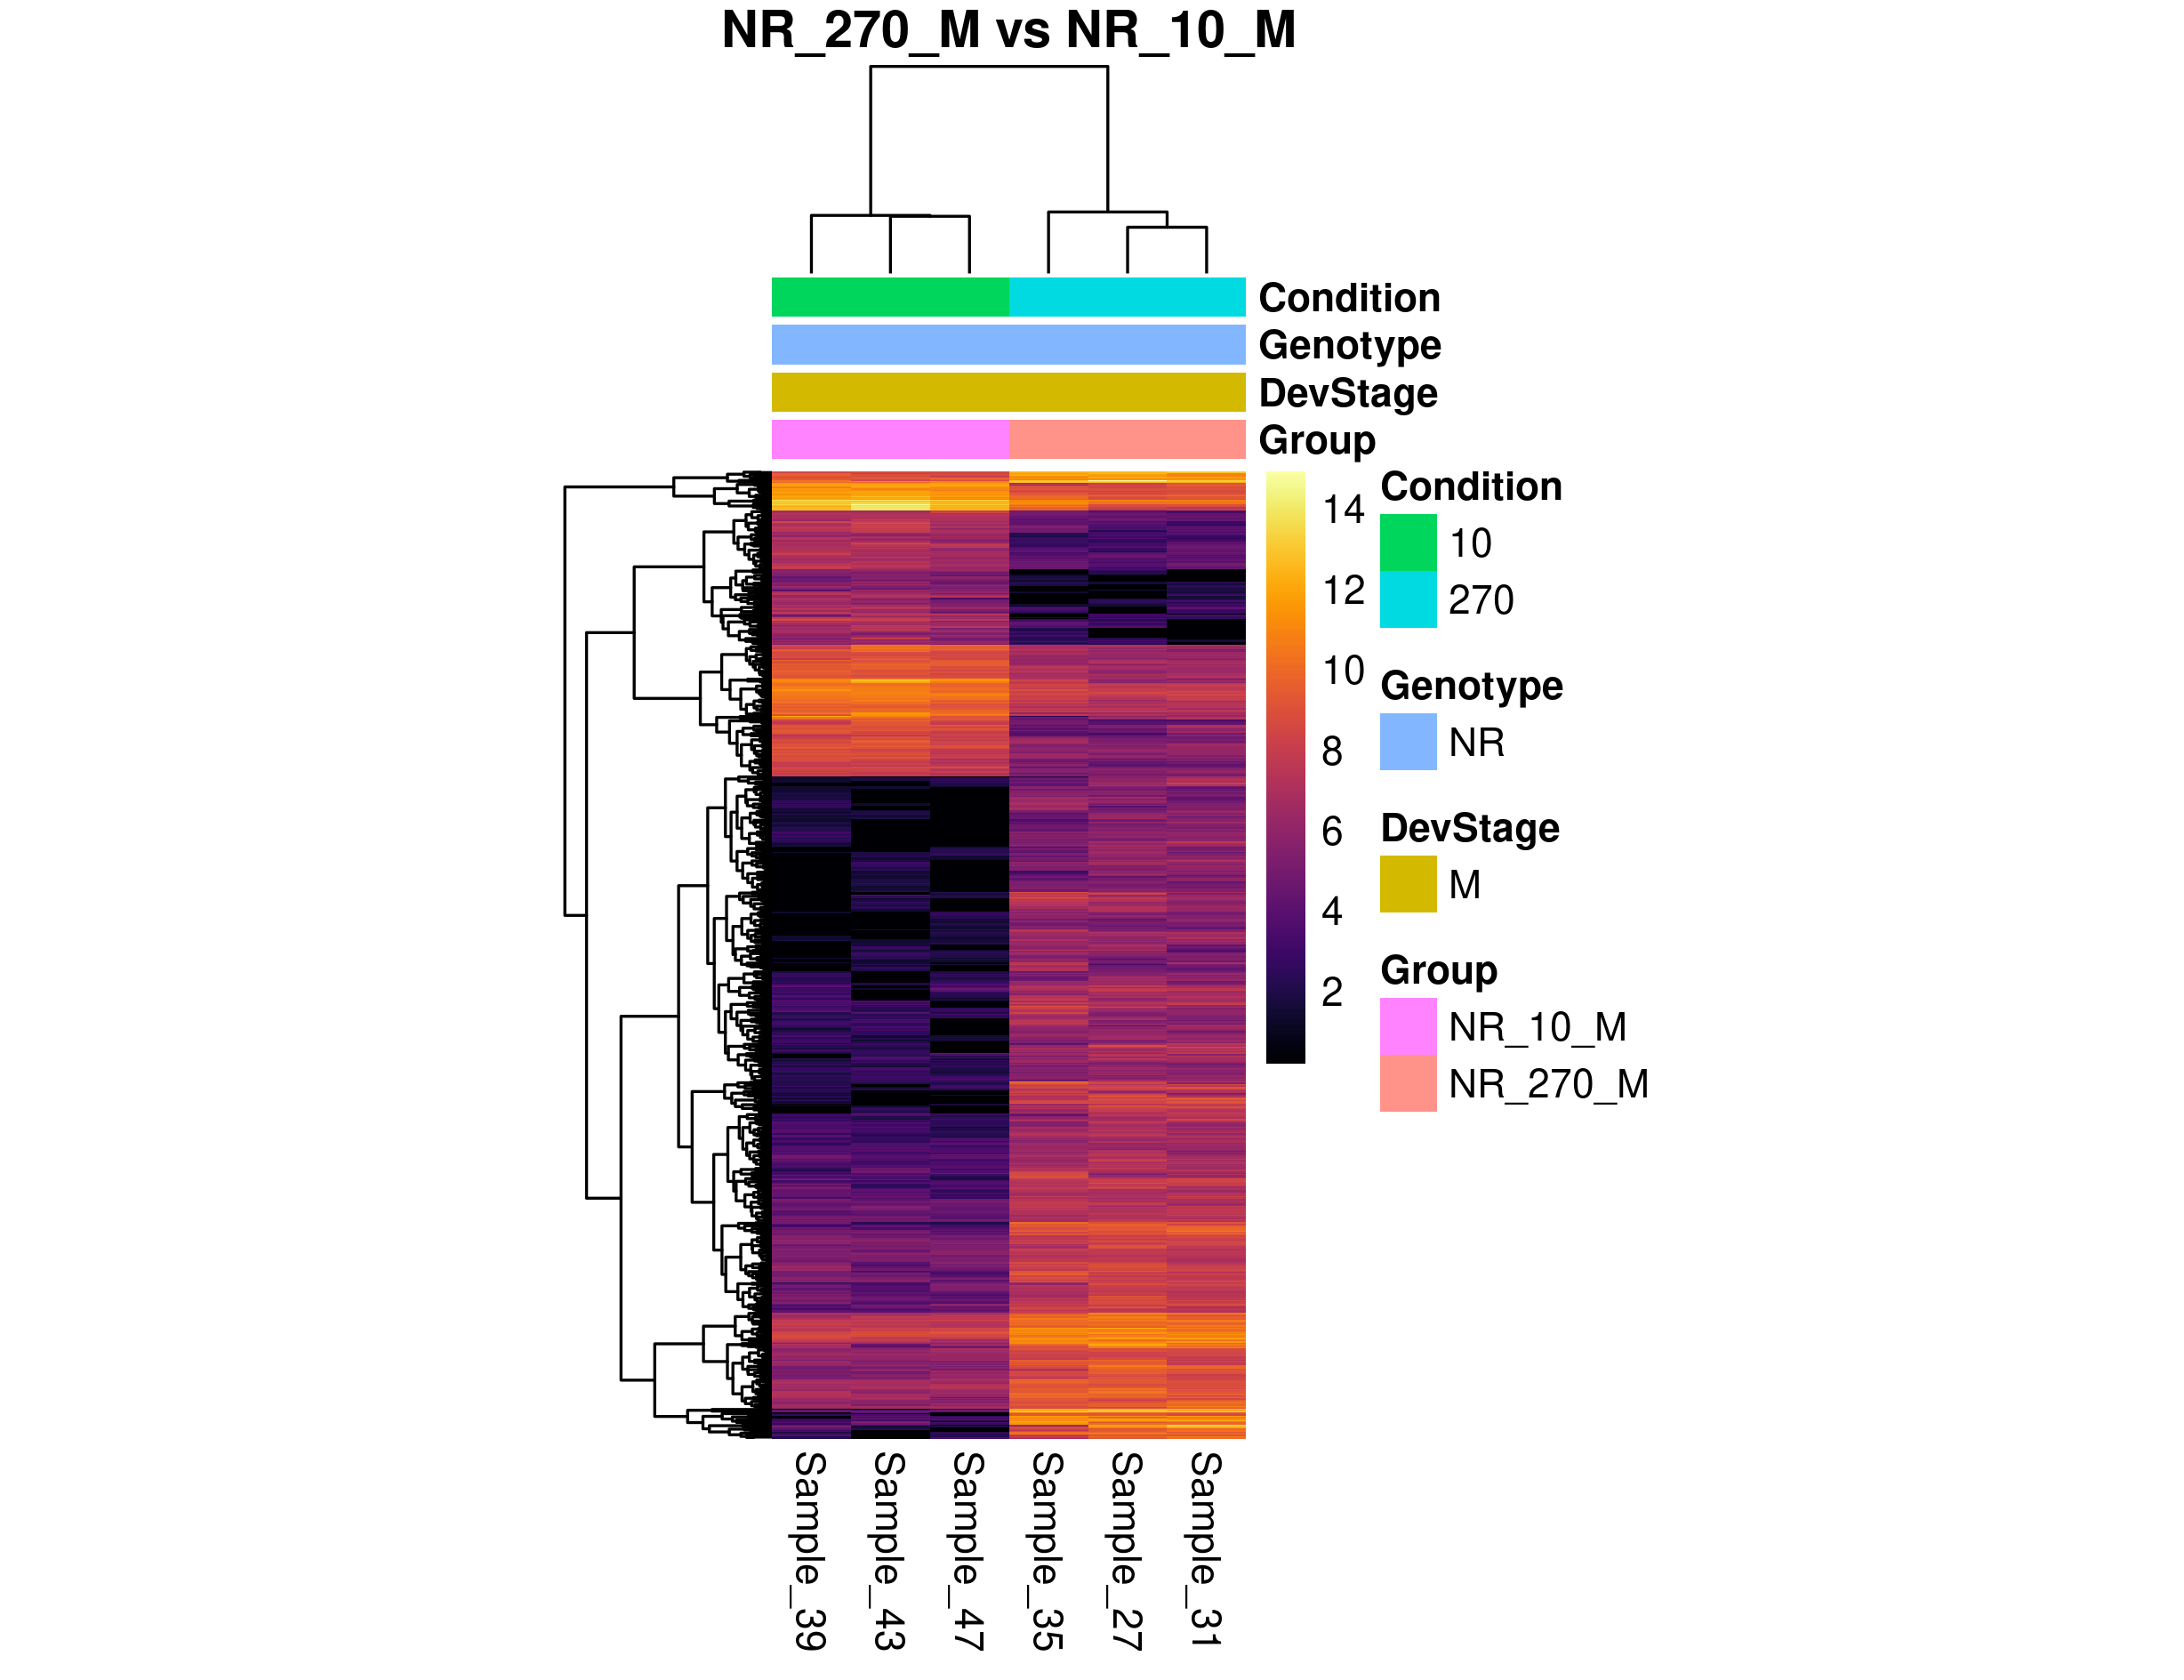 NR_270_M vs NR_10_M
Condition
Genotype
DevStage
Group
14
12
10
8
6
4
2
Condition
10
270
Genotype
NR
DevStage
M
Group
NR_10_M
NR_270_M
Sample_39
Sample_43
Sample_47
Sample_35
Sample_27
Sample_31